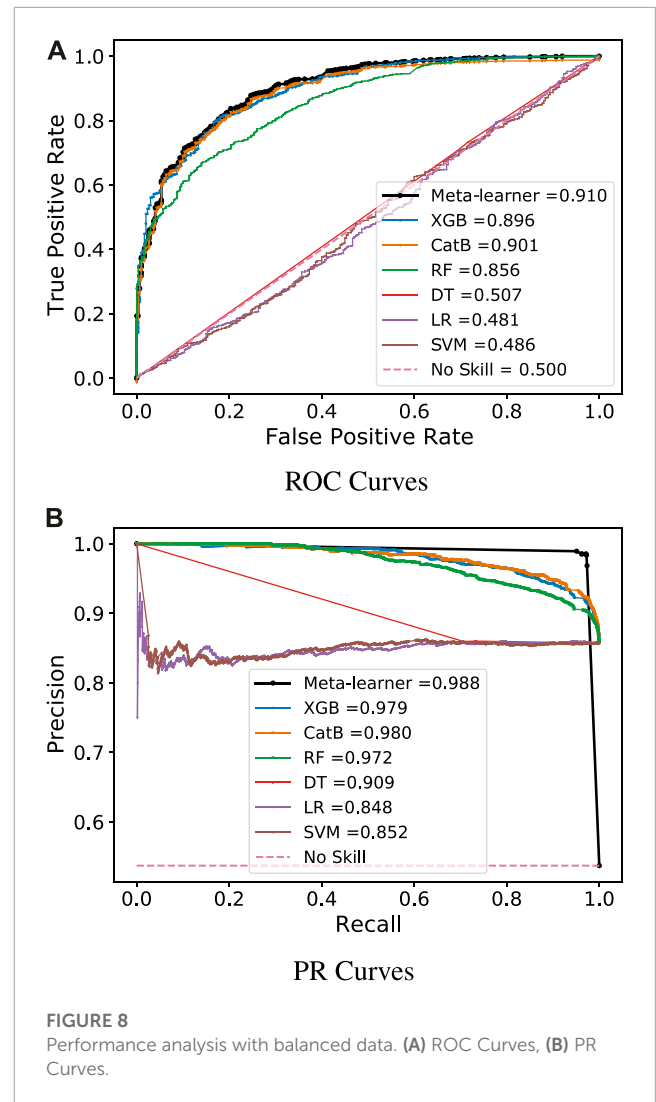 A
1.0
0.8
0.6
0.4
0.2
0.0
True Positive Rate
Meta-learner =0.910
XGB =0.896
CatB =0.901
RF =0.856
DT =0.507
LR =0.481
SVM =0.486
No Skill = 0.500
0.0 0.2 0.4 0.6 0.8 1.0
False Positive Rate
ROC Curves
B
1.0
0.9
0.8
0.7
0.6
Precision
Meta-learner =0.988
XGB =0.979
CatB =0.980
RF =0.972
DT =0.909
LR =0.848
SVM =0.852
No Skill
0.0 0.2 0.4 0.6 0.8 1.0
Recall
PR Curves
FIGURE 8
Performance analysis with balanced data. (A) ROC Curves, (B) PR
Curves.